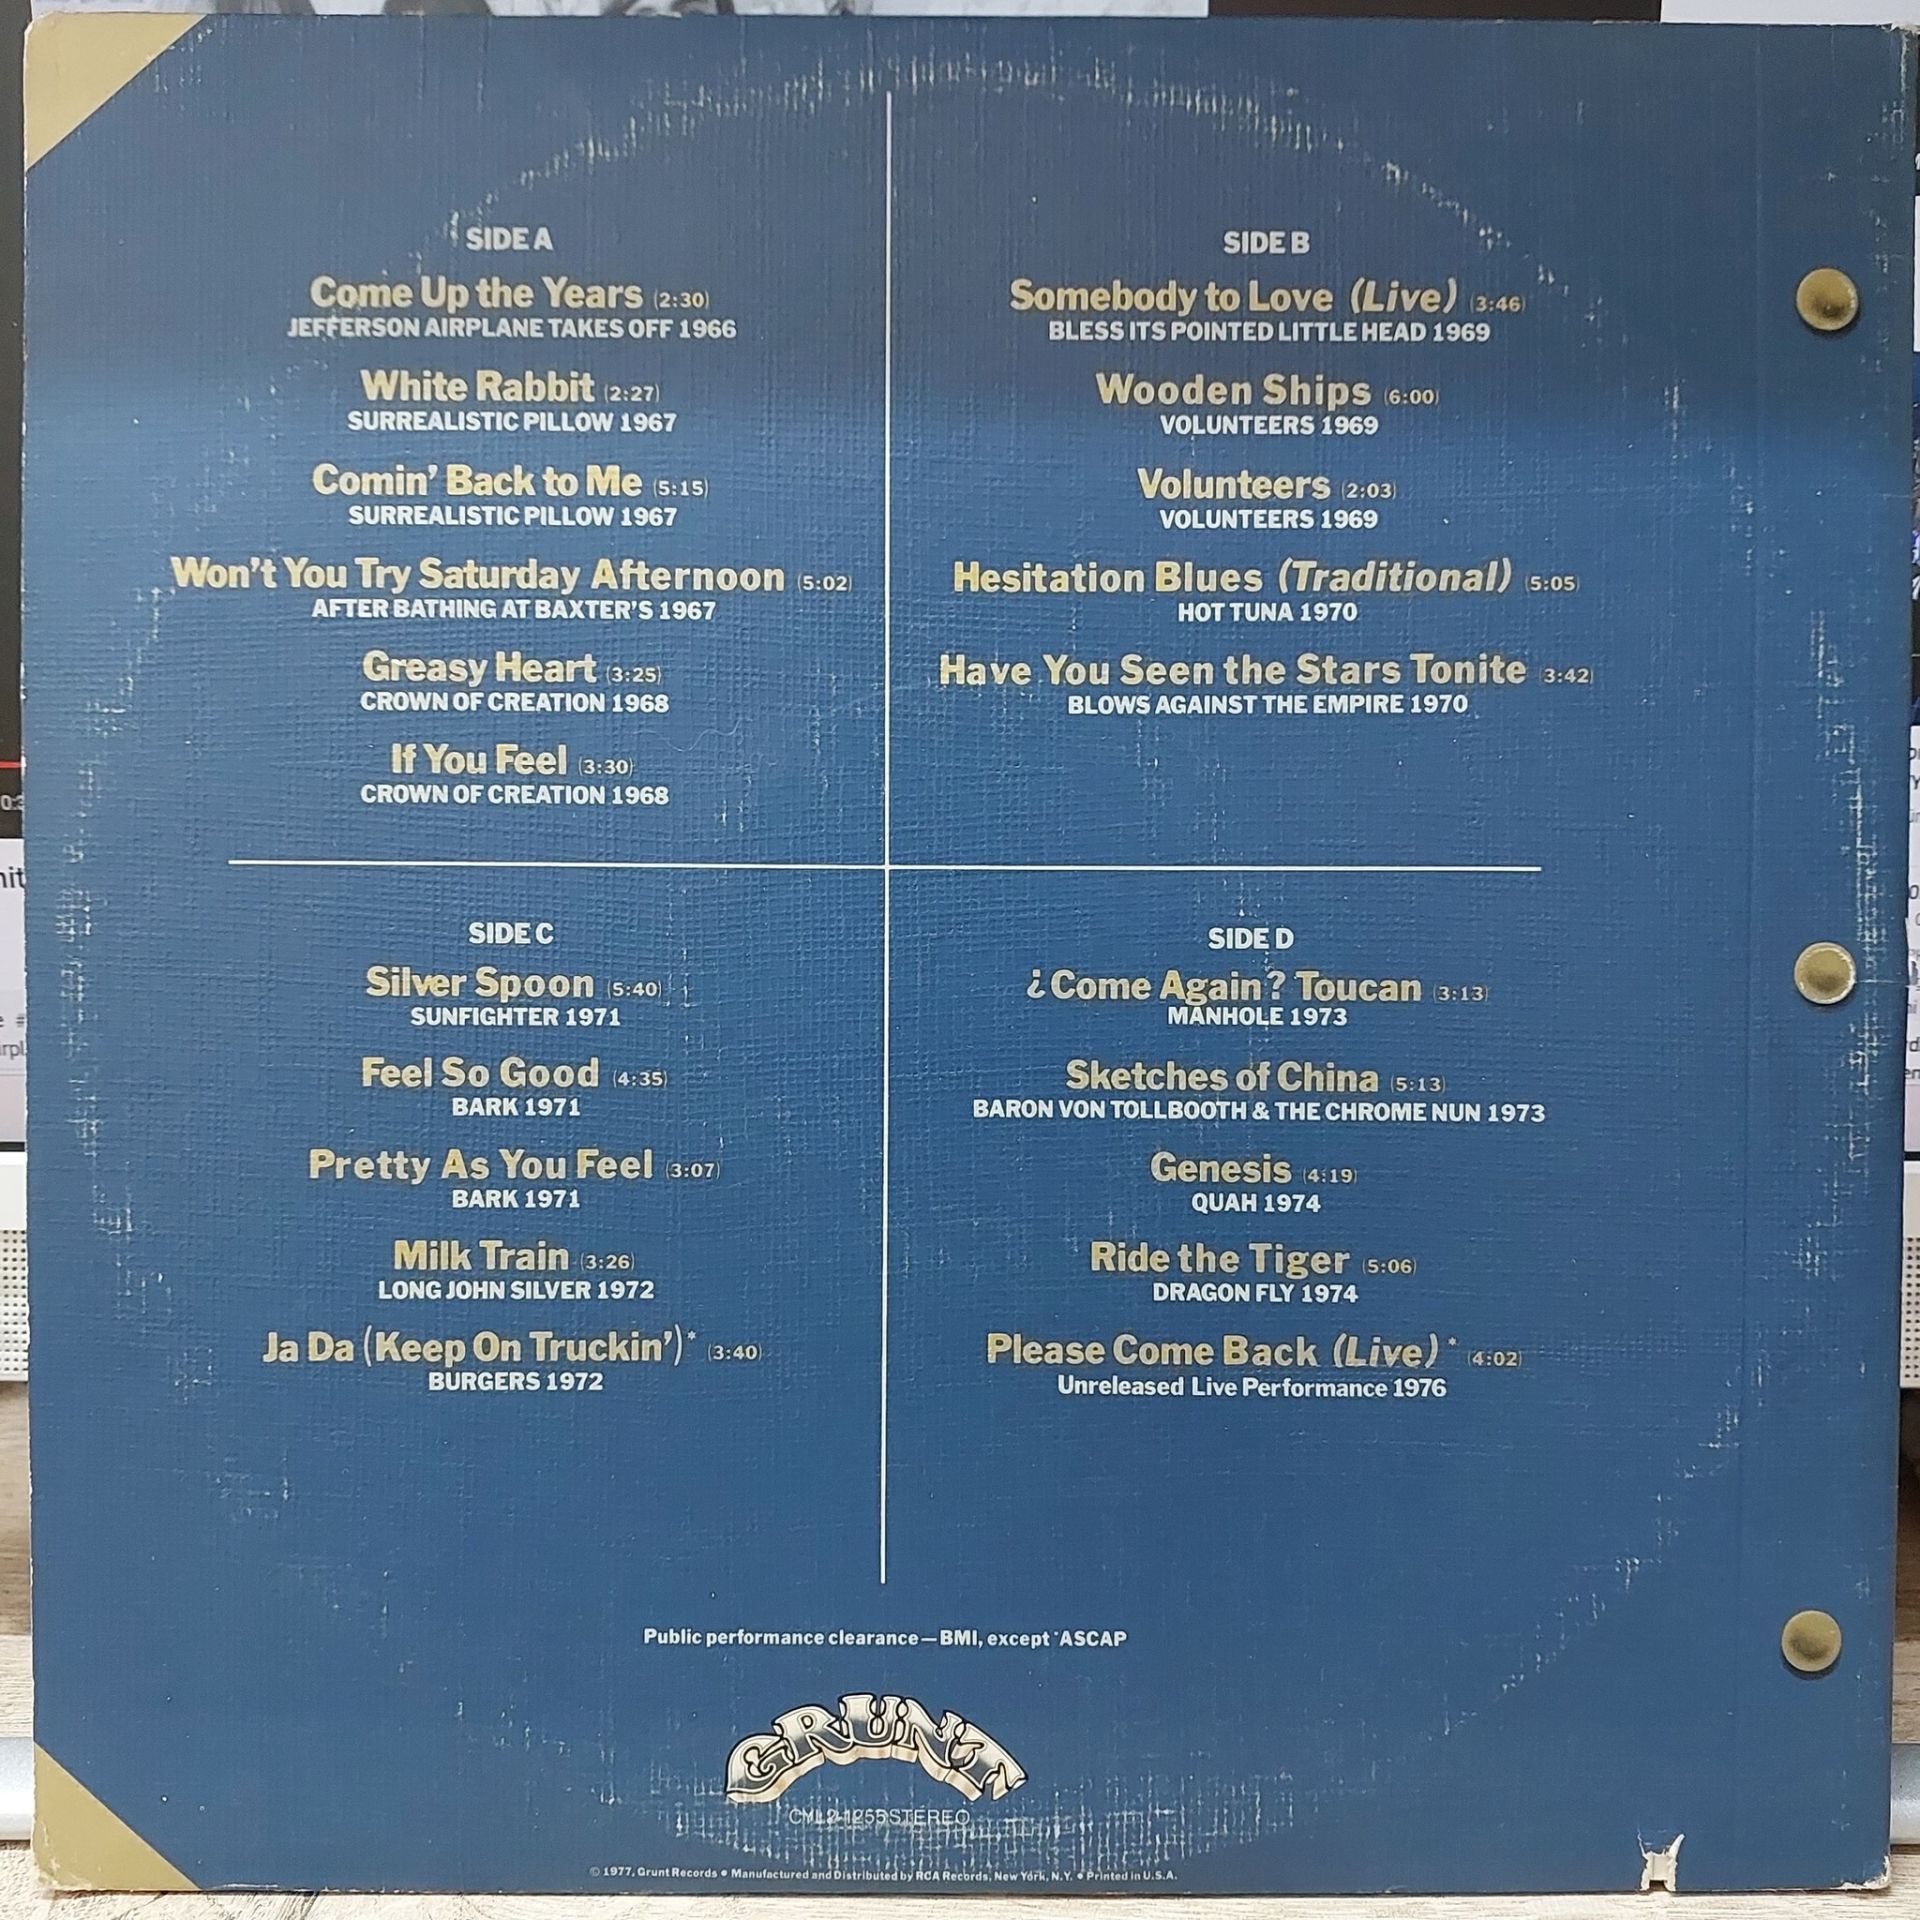 SIDE A
Come Up the Years (2:30)
JEFFERSON AIRPLANE TAKES OFF 1966
White Rabbit (2:27)
SURREALISTIC PILLOW 1967
Comin' Back to Me (5:15)
SURREALISTIC PILLOW 1967
Won't You Try Saturday Afternoon (5:02)
AFTER BATHING AT BAXTER'S 1967
Greasy Heart (3:25)
CROWN OF CREATION 1968
If You Feel (3:30)
CROWN OF CREATION 1968
SIDE B
Somebody to Love (Live) (3:46)
BLESS ITS POINTED LITTLE HEAD 1969
Wooden Ships (6:00)
VOLUNTEERS 1969
Volunteers (2:03)
VOLUNTEERS 1969
Hesitation Blues (Traditional) (5:05)
HOT TUNA 1970
Have You Seen the Stars Tonite (3:42)
BLOWS AGAINST THE EMPIRE 1970
SIDE C
Silver Spoon (5:40)
SUNFIGHTER 1971
Feel So Good (4:35)
BARK 1971
Pretty As You Feel (3:07)
BARK 1971
Milk Train (3:26)
LONG JOHN SILVER 1972
Ja Da (Keep On Truckin')* (3:40)
BURGERS 1972
SIDE D
¿Come Again? Toucan (3:13)
MANHOLE 1973
Sketches of China (5:13)
BARON VON TOLLBOOTH & THE CHROME NUN 1973
Genesis (4:19)
QUAH 1974
Ride the Tiger (5:06)
DRAGON FLY 1974
Please Come Back (Live)* (4:02)
Unreleased Live Performance 1976
Public performance clearance—BMI, except *ASCAP
GRUNT
CYL2-1255 STEREO
© 1977, Grunt Records • Manufactured and Distributed by RCA Records, New York, N.Y. • Printed in U.S.A.